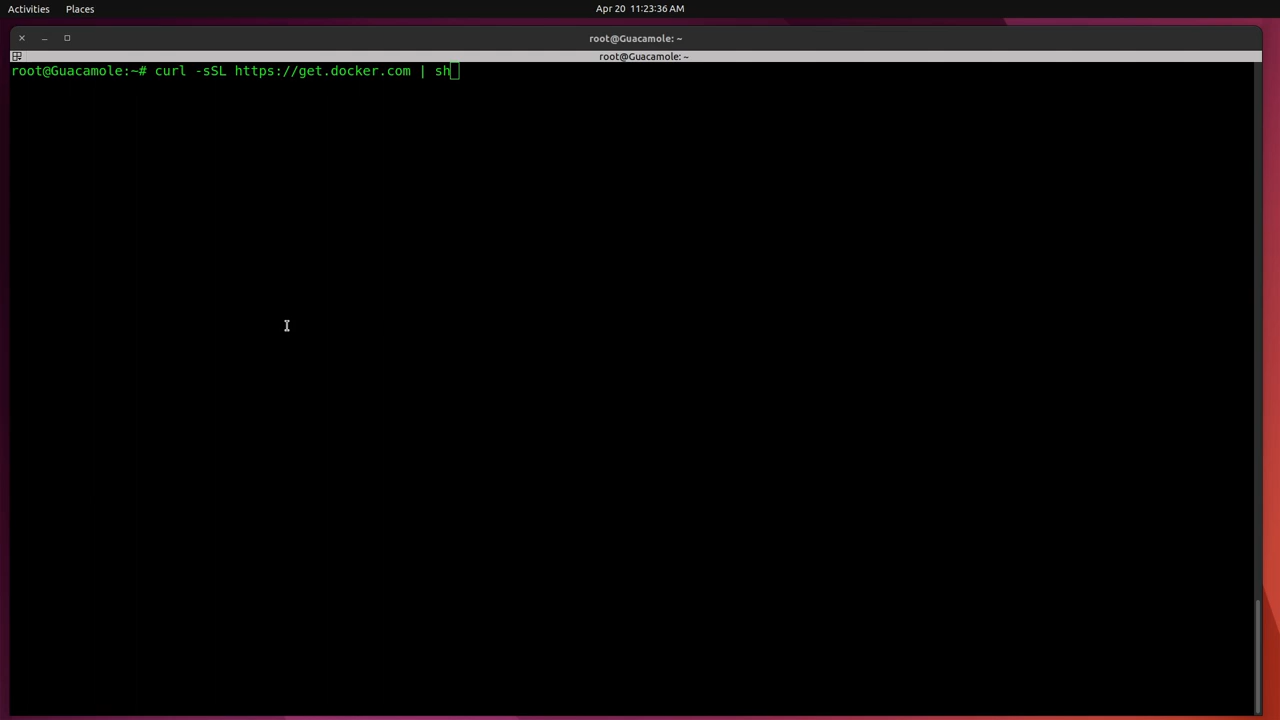 Activities Places Apr 20 11:23:36 AM
root@Guacamole: ~
root@Guacamole: ~
root@Guacamole:~# curl -sSL https://get.docker.com | sh